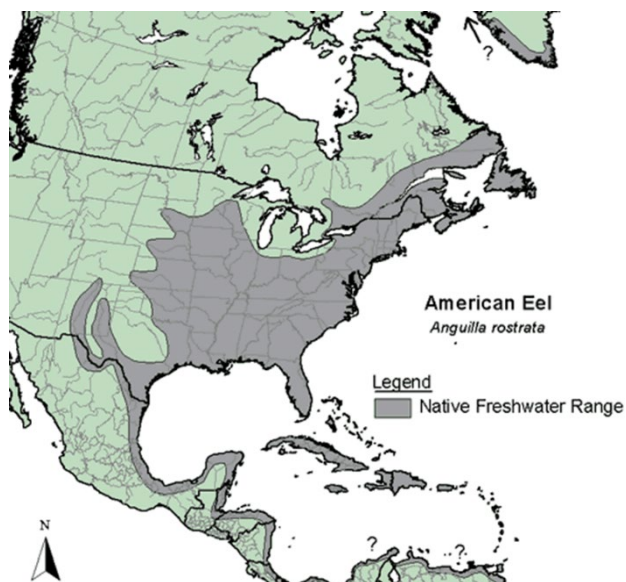 ?
American Eel
Anguilla rostrata
Legend
Native Freshwater Range
N
?
?